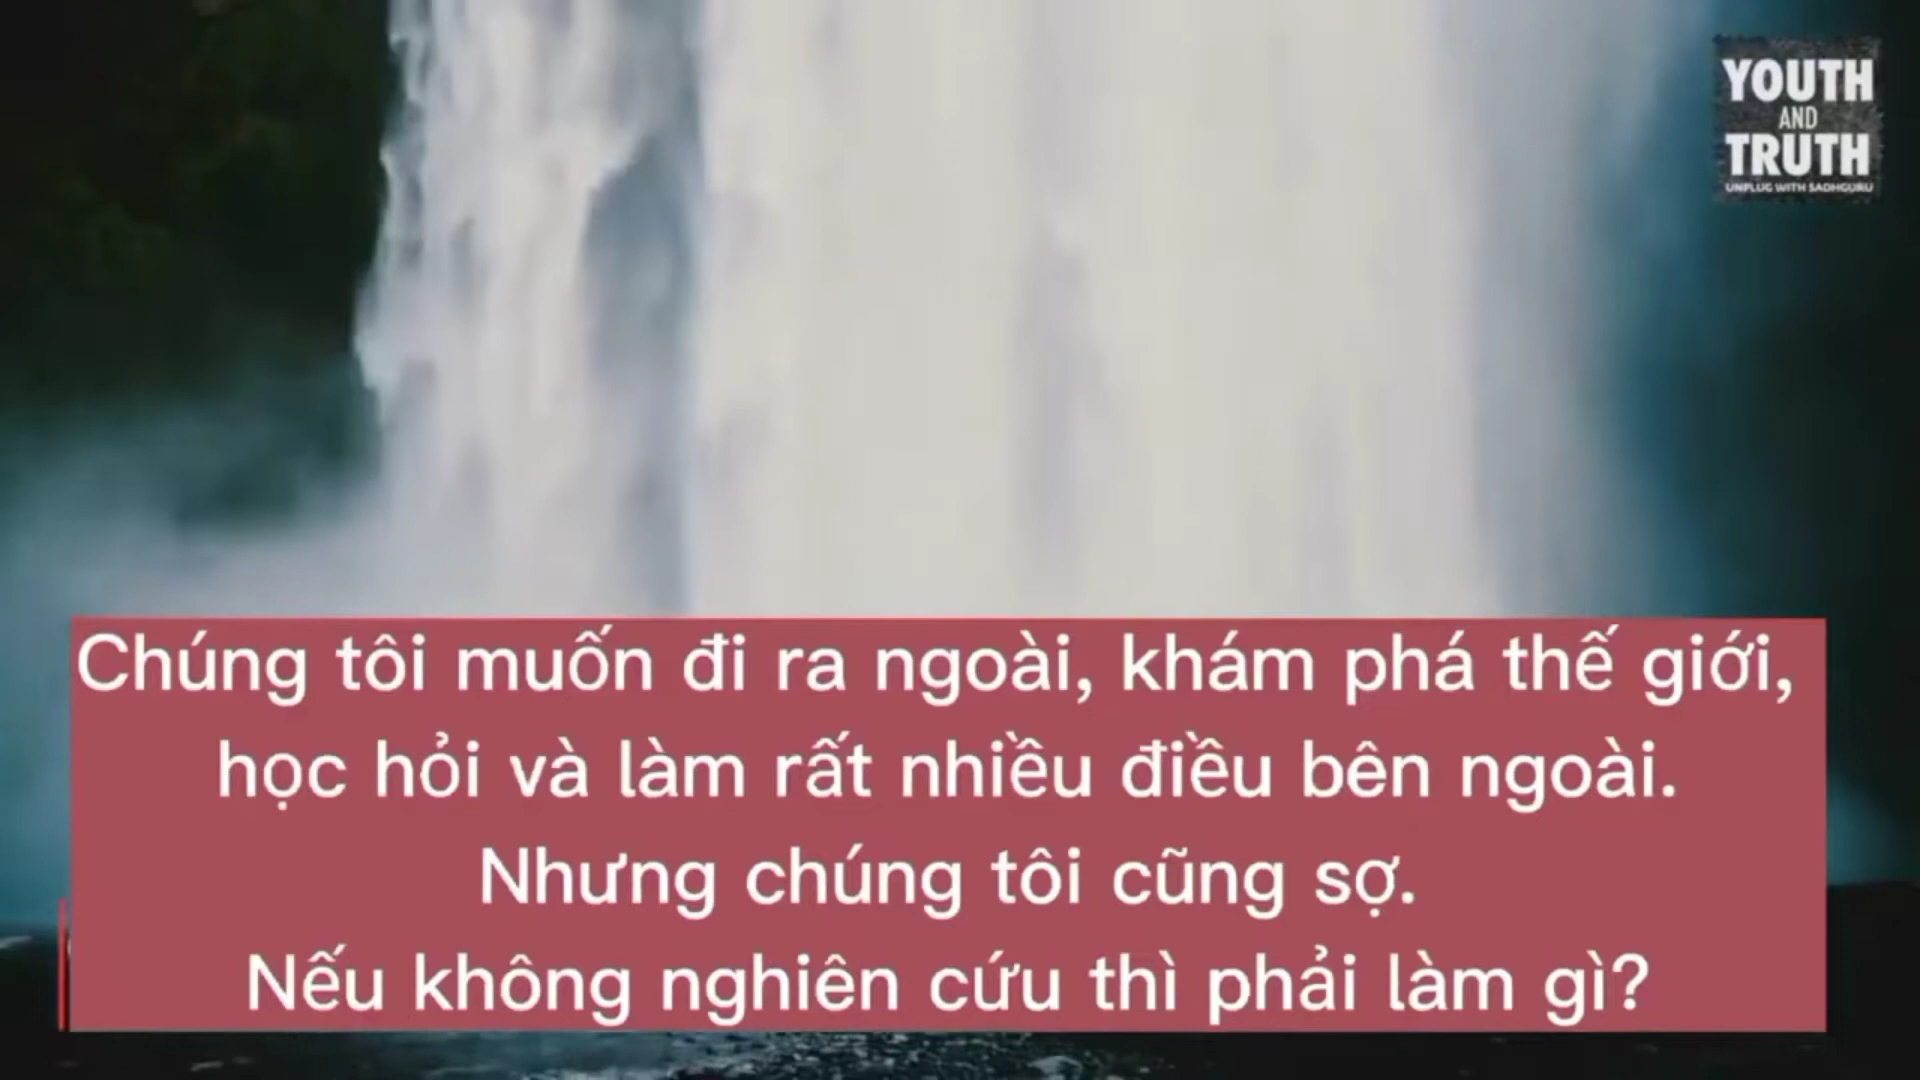 YOUTH
AND
TRUTH
UNPLUG WITH SADHGURU
Chúng tôi muốn đi ra ngoài, khám phá thế giới,
học hỏi và làm rất nhiều điều bên ngoài.
Nhưng chúng tôi cũng sợ.
Nếu không nghiên cứu thì phải làm gì?